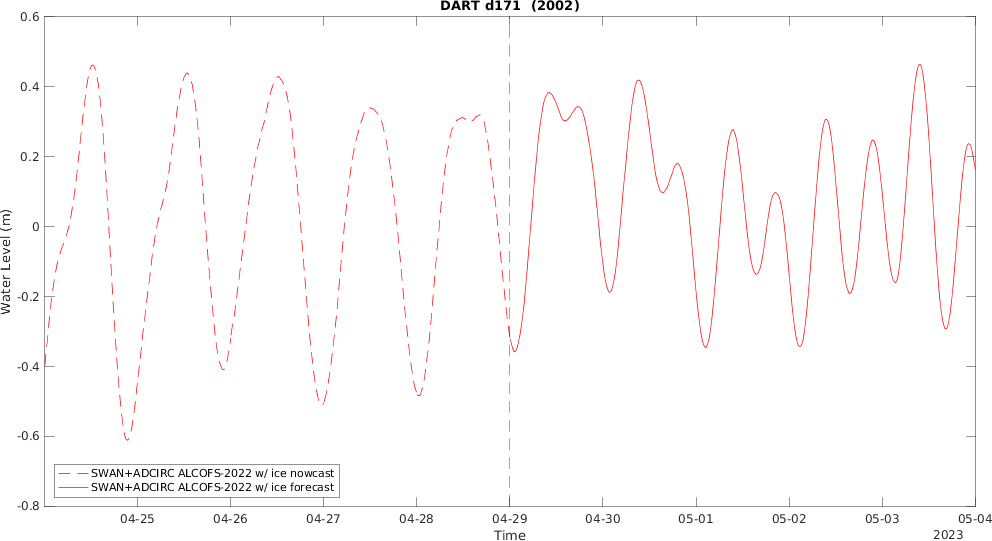 DART d171 (2002)
0.6
0.4
0.2
0
-0.2
-0.4
-0.6
-0.8
Water Level (m)
SWAN+ADCIRC ALCOFS-2022 w/ ice nowcast
SWAN+ADCIRC ALCOFS-2022 w/ ice forecast
04-25 04-26 04-27 04-28 04-29 04-30 05-01 05-02 05-03 05-04
Time
2023